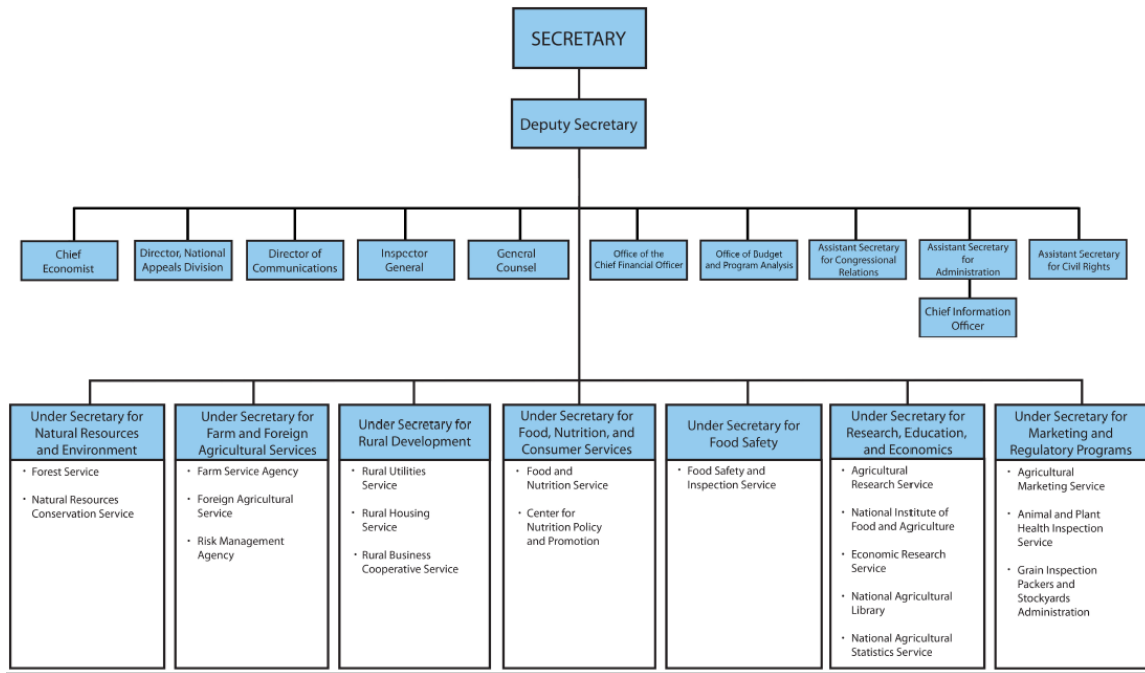 SECRETARY
Deputy Secretary
Chief
Economist
Director, National
Appeals Division
Director of
Communications
Inspector
General
General
Counsel
Office of the
Chief Financial Officer
Office of Budget
and Program Analysis
Assistant Secretary
for Congressional
Relations
Assistant Secretary
for
Administration
Assistant Secretary
for Civil Rights
Chief Information
Officer
Under Secretary for
Natural Resources
and Environment
• Forest Service
• Natural Resources
Conservation Service
Under Secretary for
Farm and Foreign
Agricultural Services
• Farm Service Agency
• Foreign Agricultural
Service
• Risk Management
Agency
Under Secretary for
Rural Development
• Rural Utilities
Service
• Rural Housing
Service
• Rural Business
Cooperative Service
Under Secretary for
Food, Nutrition, and
Consumer Services
• Food and
Nutrition Service
• Center for
Nutrition Policy
and Promotion
Under Secretary for
Food Safety
• Food Safety and
Inspection Service
Under Secretary for
Research, Education,
and Economics
• Agricultural
Research Service
• National Institute of
Food and Agriculture
• Economic Research
Service
• National Agricultural
Library
• National Agricultural
Statistics Service
Under Secretary for
Marketing and
Regulatory Programs
• Agricultural
Marketing Service
• Animal and Plant
Health Inspection
Service
• Grain Inspection
Packers and
Stockyards
Administration